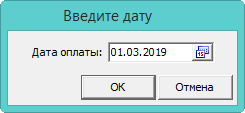 Введите дату
Дата оплаты: 01.03.2019
OK Отмена